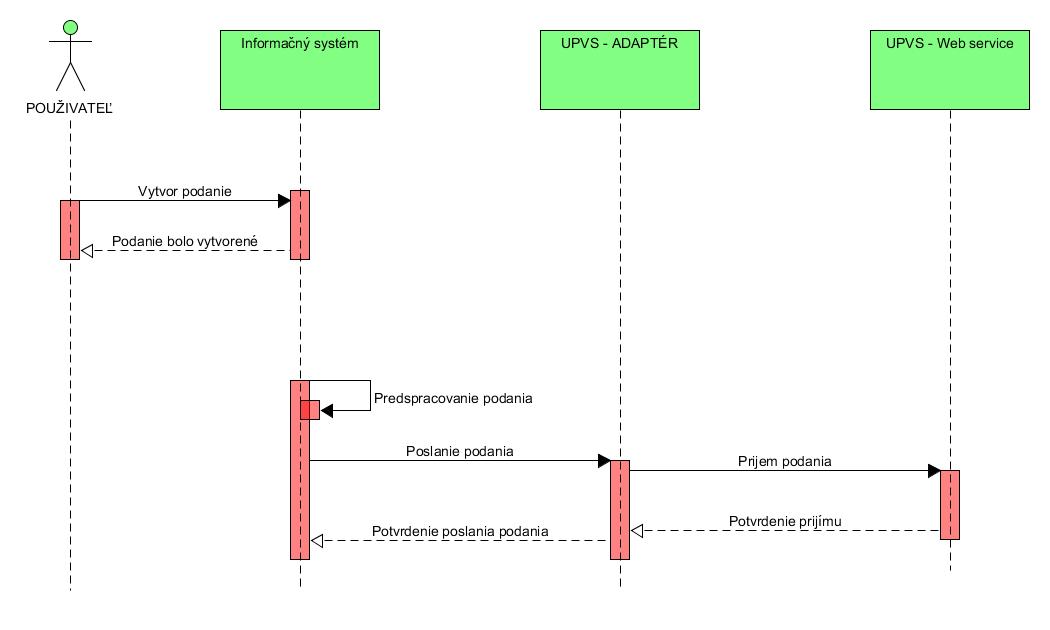 POUŽIVATEĽ
Informačný systém
UPVS - ADAPTÉR
UPVS - Web service
Vytvor podanie
Podanie bolo vytvorené
Predspracovanie podania
Poslanie podania
Prijem podania
Potvrdenie prijímu
Potvrdenie poslania podania